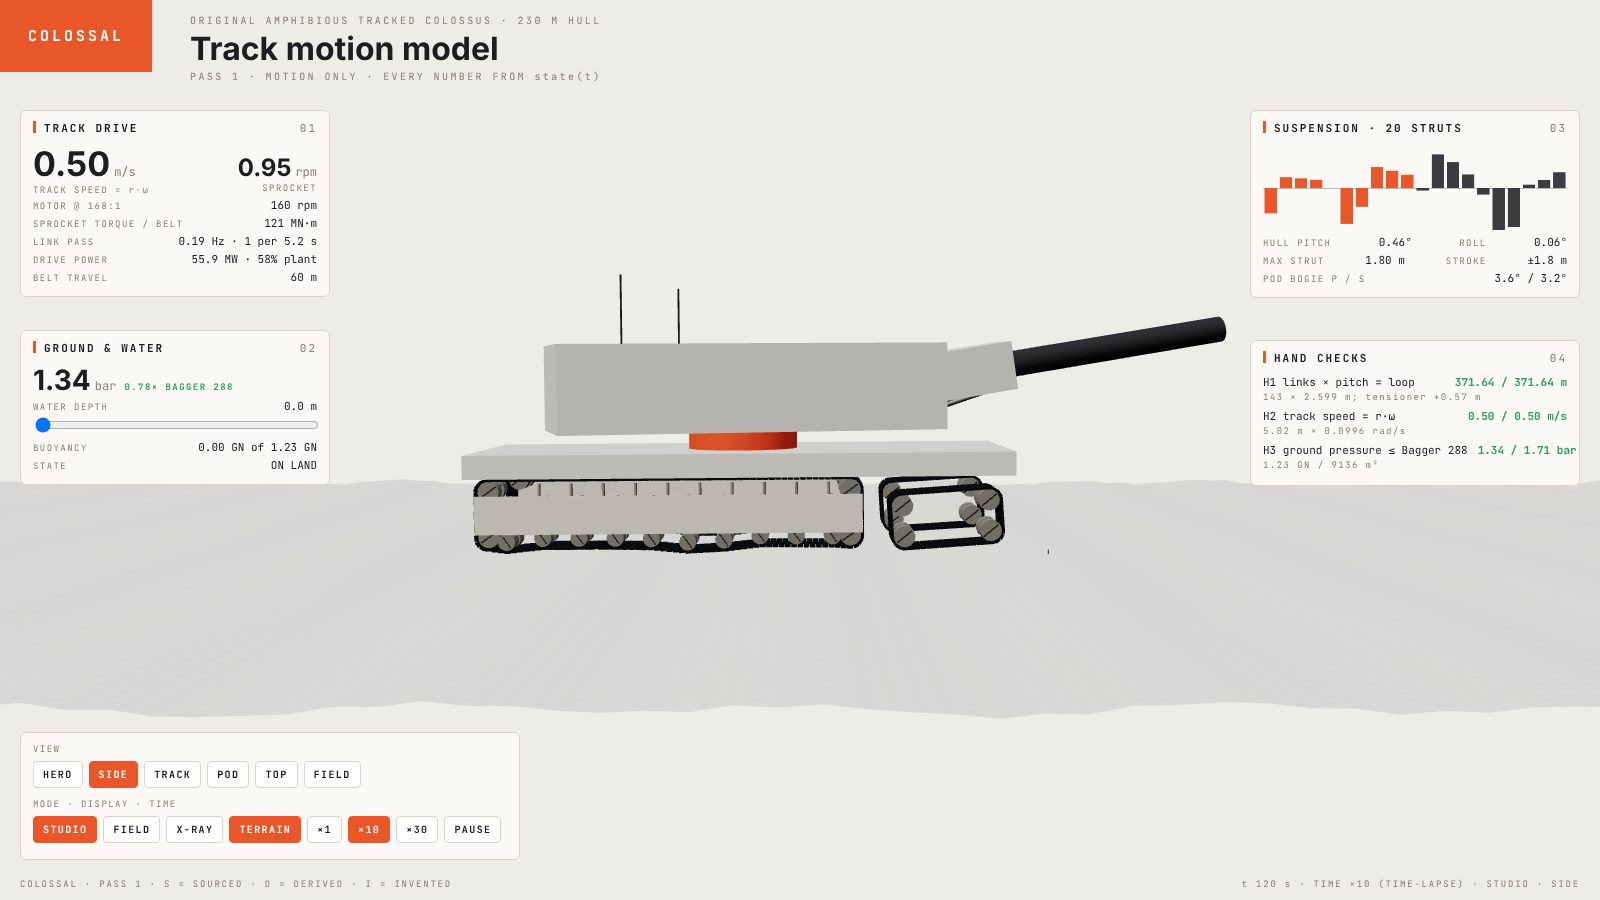 COLOSSAL
ORIGINAL AMPHIBIOUS TRACKED COLOSSUS · 230 M HULL
Track motion model
PASS 1 · MOTION ONLY · EVERY NUMBER FROM state(t)
TRACK DRIVE 01
0.50 m/s 0.95 rpm
TRACK SPEED = r·ω SPROCKET
MOTOR @ 168:1 160 rpm
SPROCKET TORQUE / BELT 121 MN·m
LINK PASS 0.19 Hz · 1 per 5.2 s
DRIVE POWER 55.9 MW · 58% plant
BELT TRAVEL 60 m
GROUND & WATER 02
1.34 bar 0.78× BAGGER 288
WATER DEPTH 0.0 m
BUOYANCY 0.00 GN of 1.23 GN
STATE ON LAND
SUSPENSION · 20 STRUTS 03
HULL PITCH 0.46° ROLL 0.06°
MAX STRUT 1.80 m STROKE ±1.8 m
POD BOGIE P / S 3.6° / 3.2°
HAND CHECKS 04
H1 links × pitch = loop 371.64 / 371.64 m
143 × 2.599 m; tensioner +0.57 m
H2 track speed = r·ω 0.50 / 0.50 m/s
5.02 m × 0.0996 rad/s
H3 ground pressure ≤ Bagger 288 1.34 / 1.71 bar
1.23 GN / 9136 m²
VIEW
HERO SIDE TRACK POD TOP FIELD
MODE · DISPLAY · TIME
STUDIO FIELD X-RAY TERRAIN ×1 ×10 ×30 PAUSE
COLOSSAL · PASS 1 · S = SOURCED · D = DERIVED · I = INVENTED
t 120 s · TIME ×10 (TIME-LAPSE) · STUDIO · SIDE